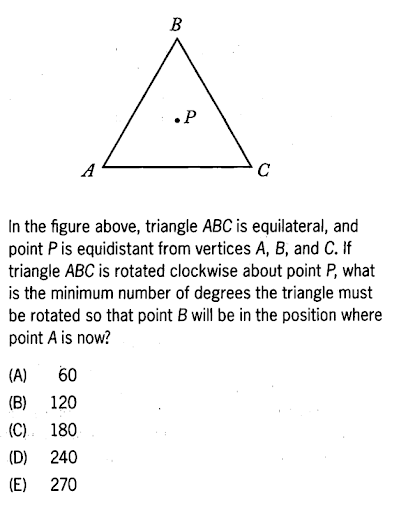 B
P
A
C
In the figure above, triangle ABC is equilateral, and
point P is equidistant from vertices A, B, and C. If
triangle ABC is rotated clockwise about point P, what
is the minimum number of degrees the triangle must
be rotated so that point B will be in the position where
point A is now?
(A) 60
(B) 120
(C) 180
(D) 240
(E) 270